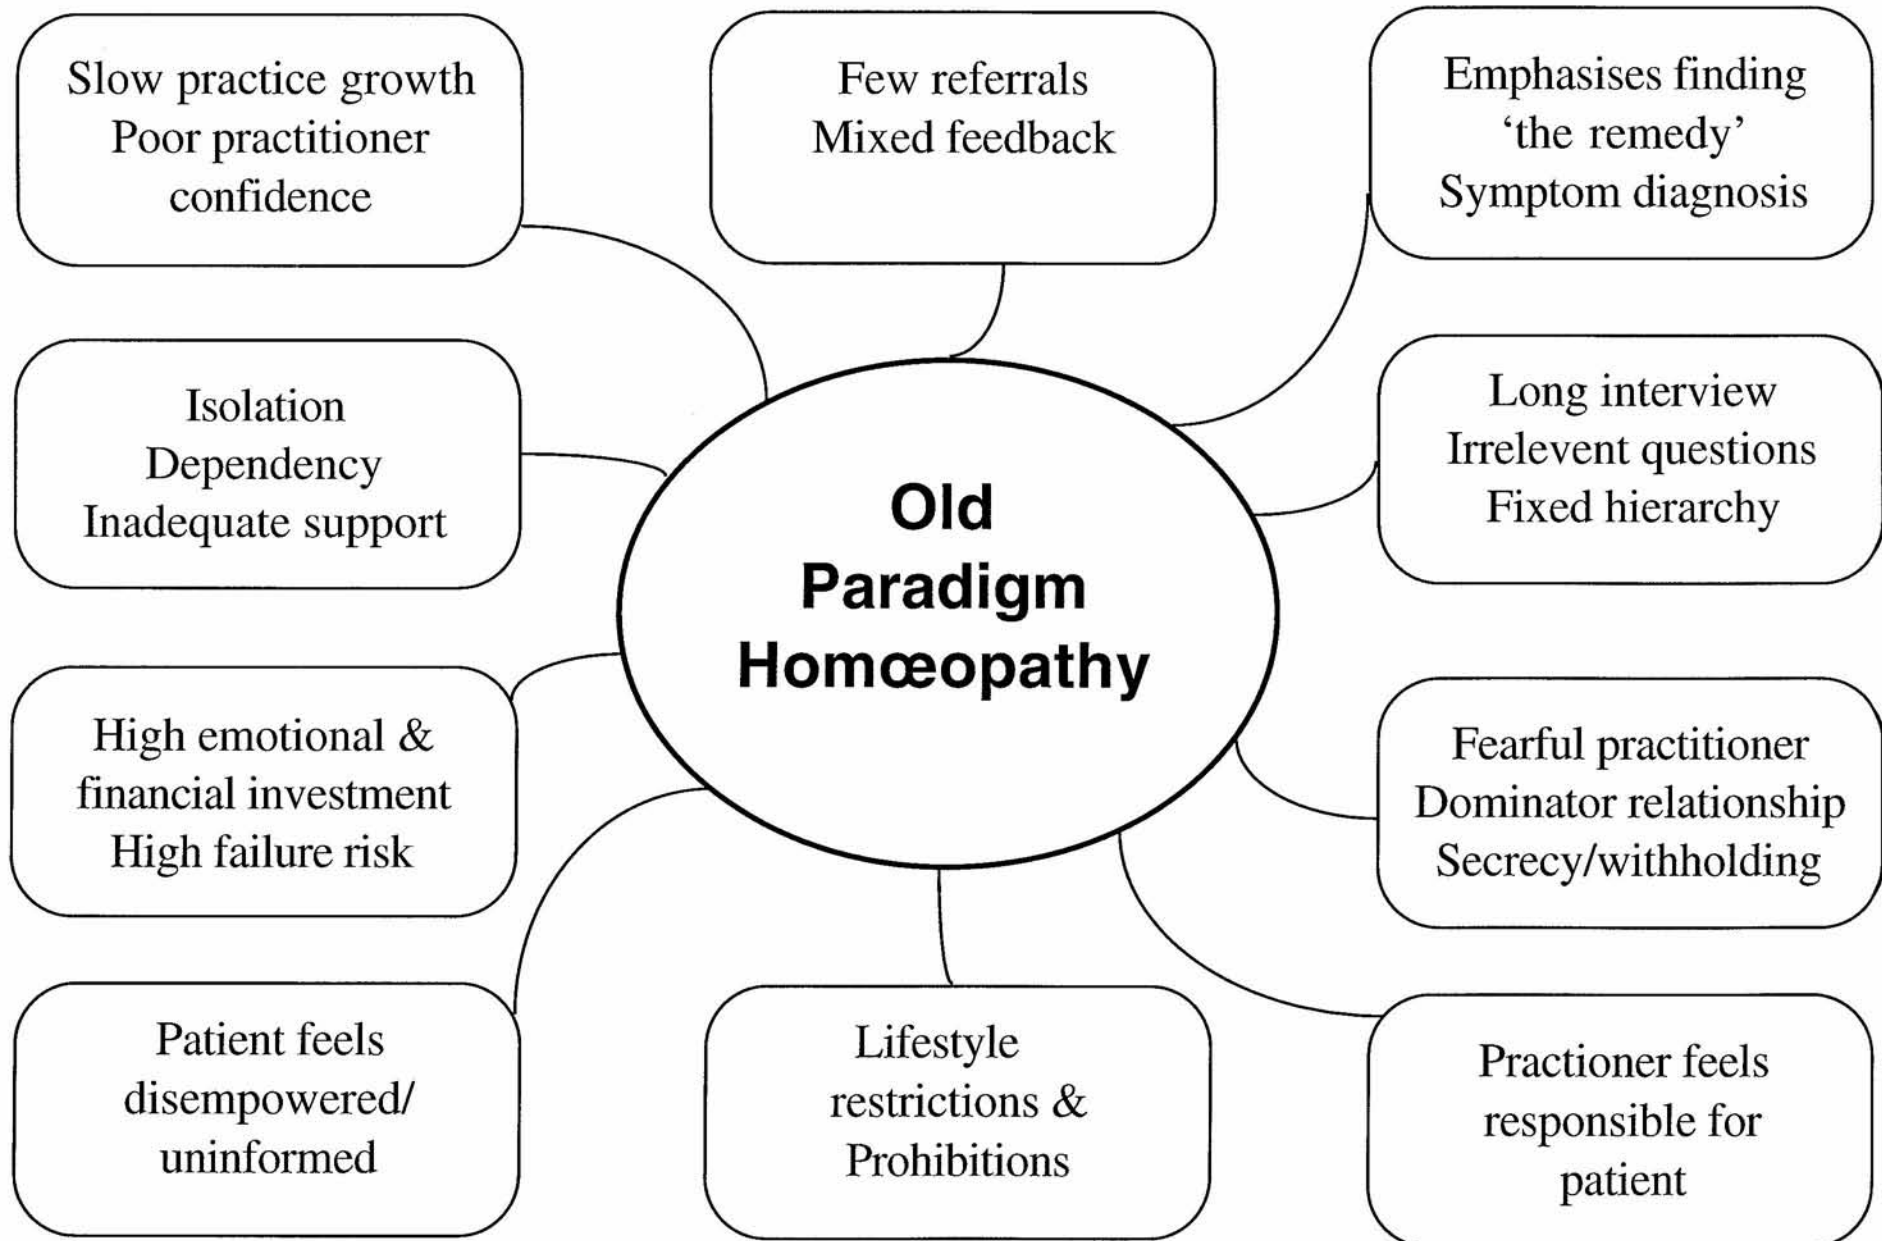 Slow practice growth
Poor practitioner
confidence
Few referrals
Mixed feedback
Emphasises finding
‘the remedy’
Symptom diagnosis
Isolation
Dependency
Inadequate support
Long interview
Irrelevent questions
Fixed hierarchy
Old
Paradigm
Homœopathy
High emotional &
financial investment
High failure risk
Fearful practitioner
Dominator relationship
Secrecy/withholding
Patient feels
disempowered/
uninformed
Lifestyle
restrictions &
Prohibitions
Practioner feels
responsible for
patient